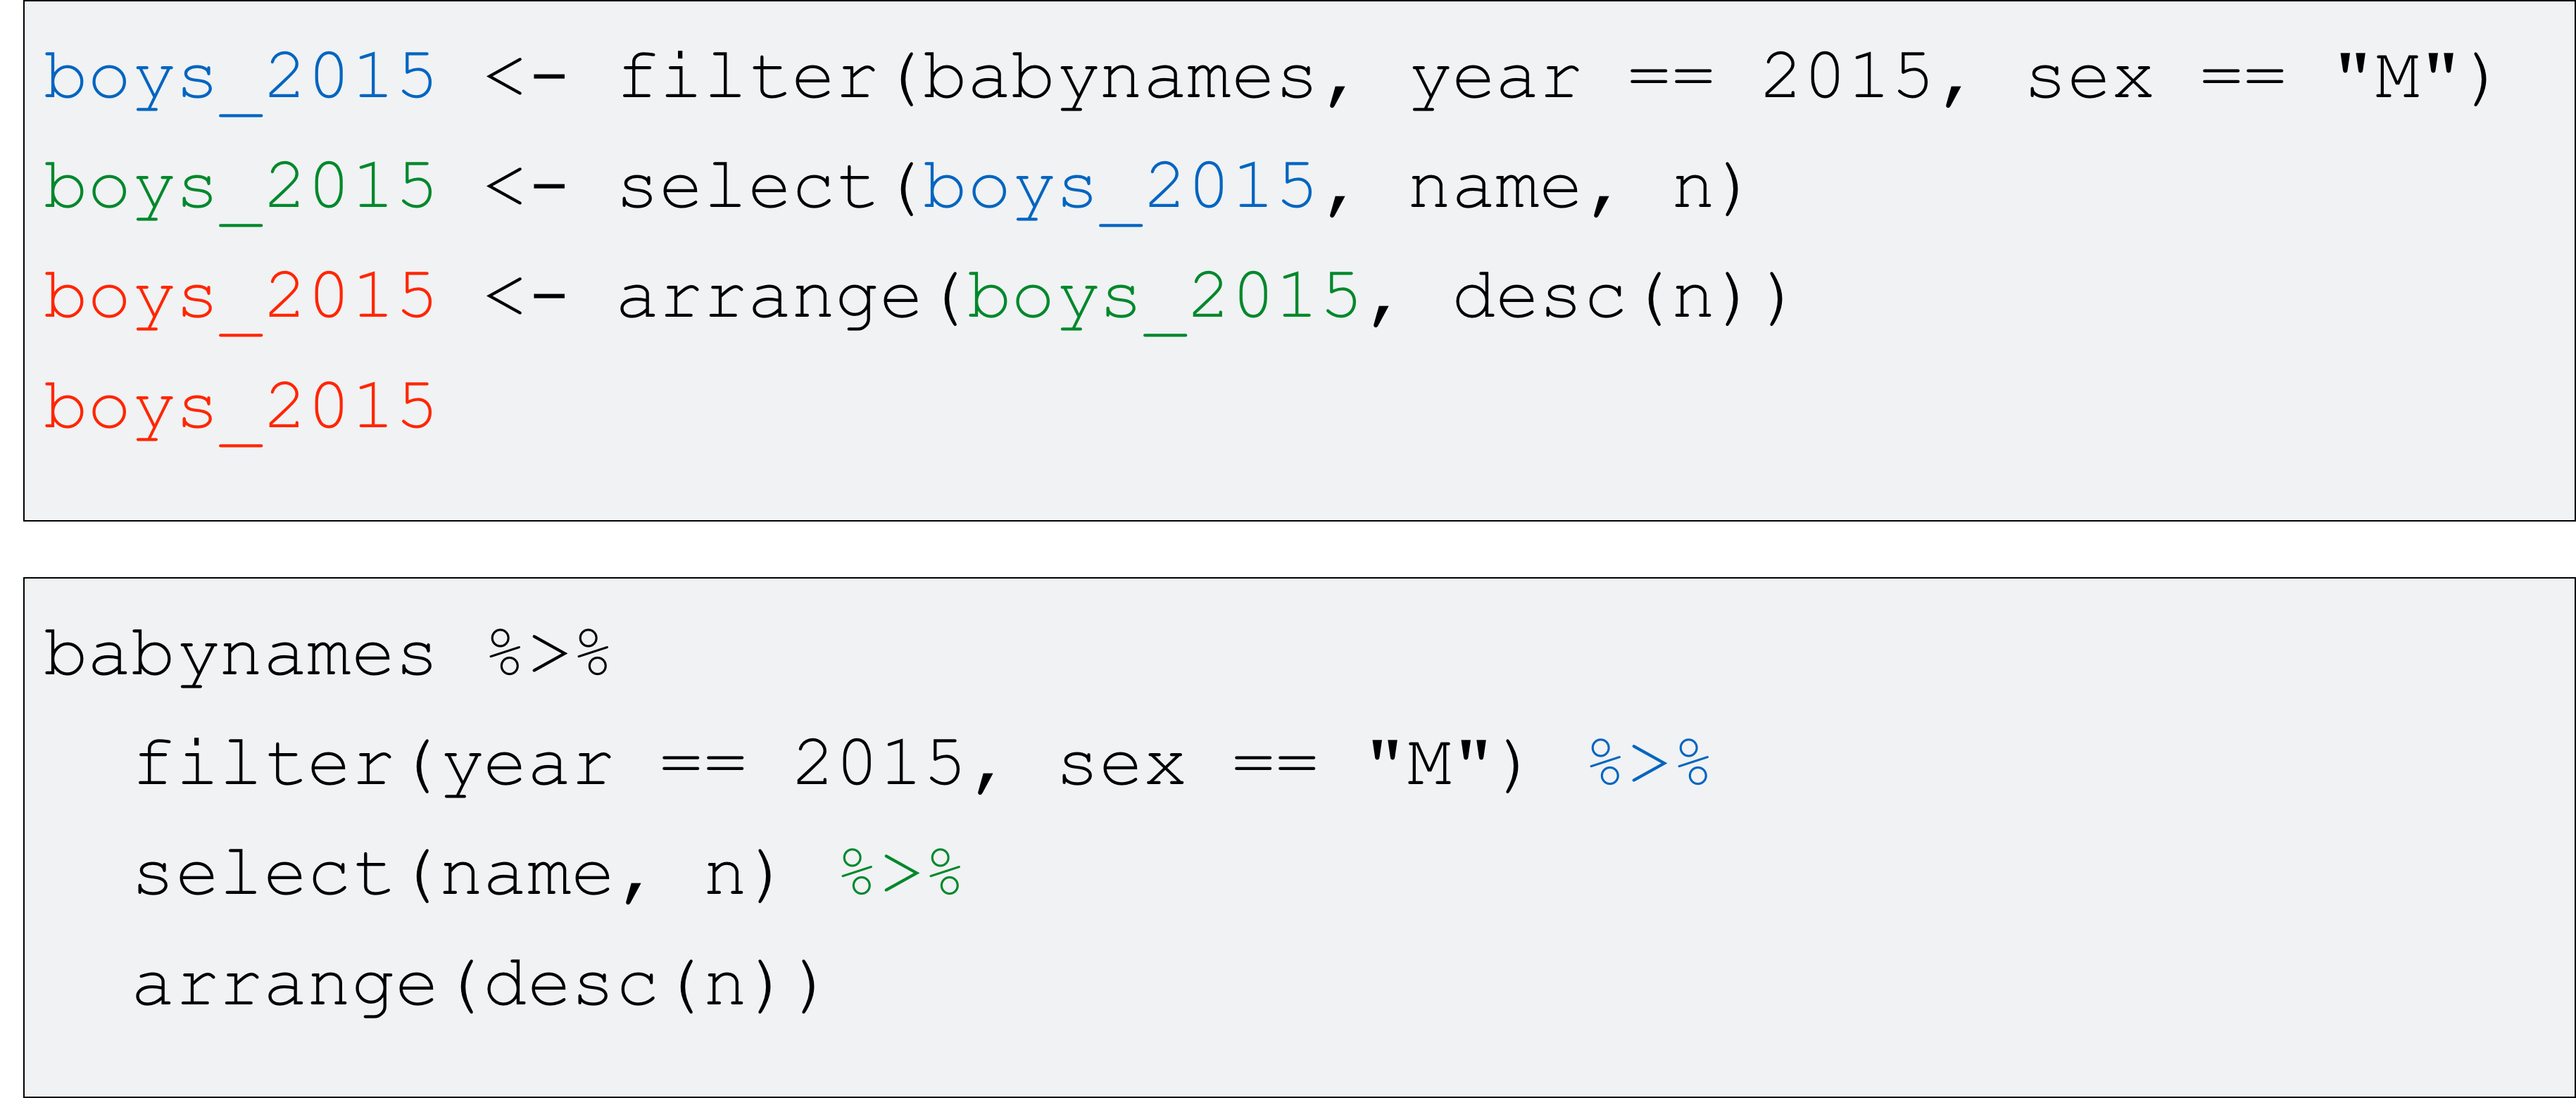 boys_2015 <- filter(babynames, year == 2015, sex == "M")
boys_2015 <- select(boys_2015, name, n)
boys_2015 <- arrange(boys_2015, desc(n))
boys_2015
babynames %>%
  filter(year == 2015, sex == "M") %>%
  select(name, n) %>%
  arrange(desc(n))